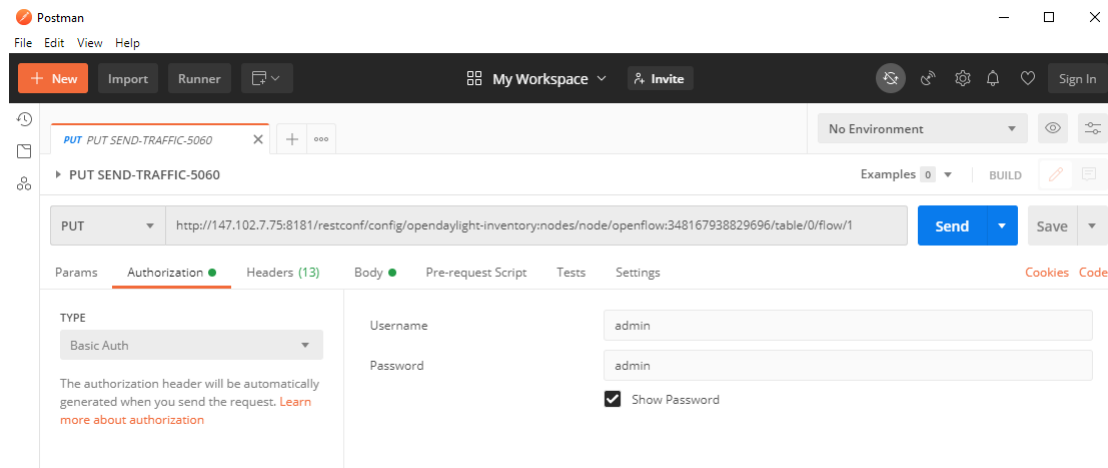 Postman
File Edit View Help
+ New Import Runner My Workspace Invite Sign In
PUT PUT SEND-TRAFFIC-5060 No Environment
PUT SEND-TRAFFIC-5060 Examples 0 BUILD
PUT http://147.102.7.75:8181/restconf/config/opendaylight-inventory:nodes/node/openflow:348167938829696/table/0/flow/1 Send Save
Params Authorization Headers (13) Body Pre-request Script Tests Settings Cookies Code
TYPE
Basic Auth
The authorization header will be automatically
generated when you send the request. Learn
more about authorization
Username admin
Password admin
Show Password